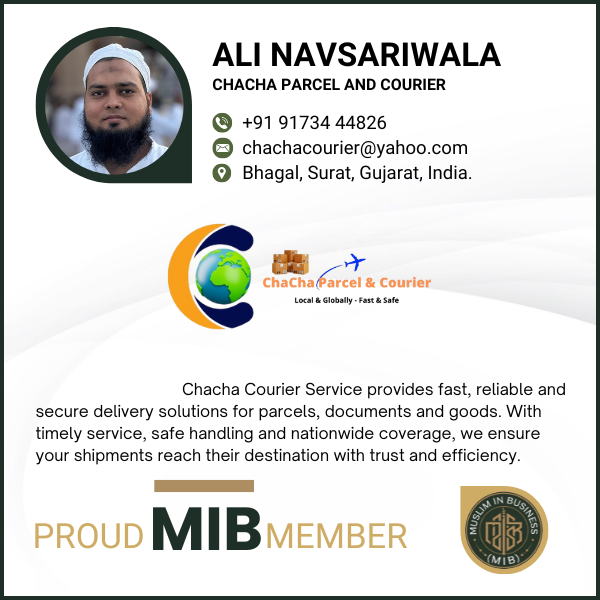 ALI NAVSARIWALA
CHACHA PARCEL AND COURIER
+91 91734 44826
chachacourier@yahoo.com
Bhagal, Surat, Gujarat, India.
ChaCha Parcel & Courier
Local & Globally - Fast & Safe
Chacha Courier Service provides fast, reliable and
secure delivery solutions for parcels, documents and goods. With
timely service, safe handling and nationwide coverage, we ensure
your shipments reach their destination with trust and efficiency.
PROUD MIB MEMBER
MUSLIM IN BUSINESS
(MIB)